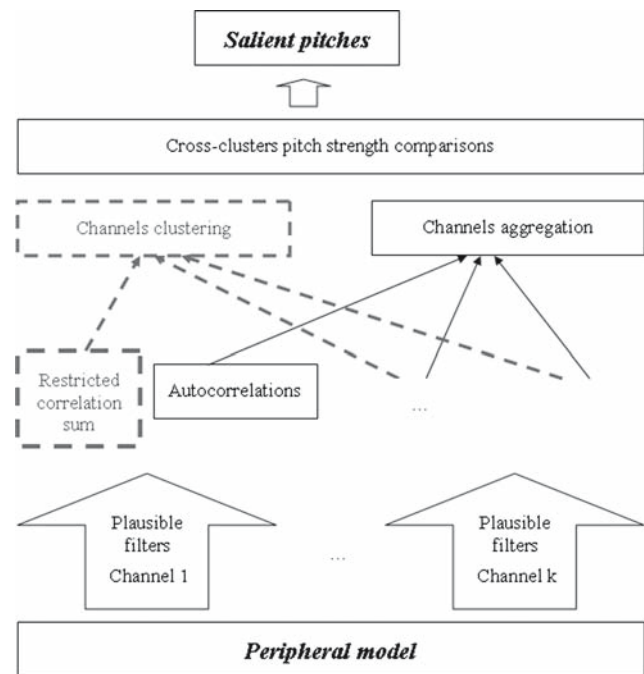 Salient pitches
Cross-clusters pitch strength comparisons
Channels clustering
Channels aggregation
Restricted
correlation
sum
Autocorrelations
...
Plausible
filters
Channel 1
...
Plausible
filters
Channel k
Peripheral model